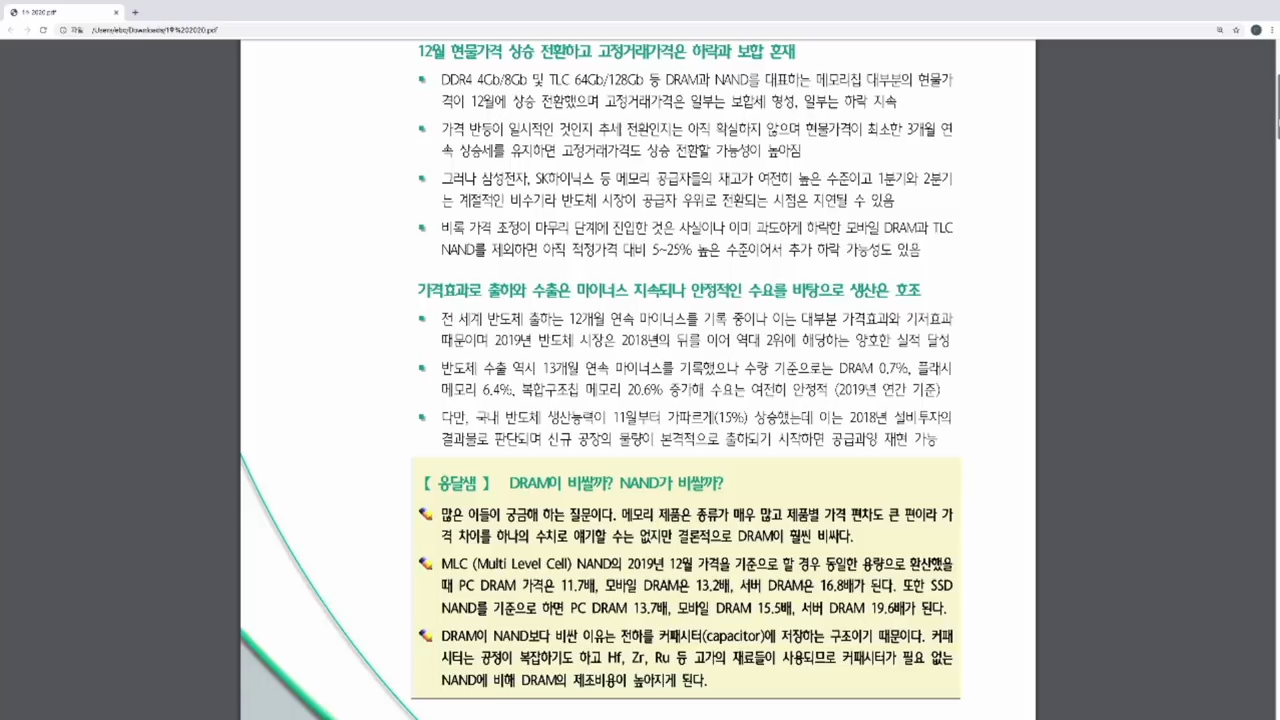 1주 2020.pdf
파일 /Users/ebq/Downloads/1주%202020.pdf
12월 현물가격 상승 전환하고 고정거래가격은 하락과 보합 혼재
DDR4 4Gb/8Gb 및 TLC 64Gb/128Gb 등 DRAM과 NAND를 대표하는 메모리칩 대부분의 현물가
격이 12월에 상승 전환했으며 고정거래가격은 일부는 보합세 형성, 일부는 하락 지속
가격 반등이 일시적인 것인지 추세 전환인지는 아직 확실하지 않으며 현물가격이 최소한 3개월 연
속 상승세를 유지하면 고정거래가격도 상승 전환할 가능성이 높아짐
그러나 삼성전자, SK하이닉스 등 메모리 공급자들의 재고가 여전히 높은 수준이고 1분기와 2분기
는 계절적인 비수기라 반도체 시장이 공급자 우위로 전환되는 시점은 지연될 수 있음
비록 가격 조정이 마무리 단계에 진입한 것은 사실이나 이미 과도하게 하락한 모바일 DRAM과 TLC
NAND를 제외하면 아직 적정가격 대비 5~25% 높은 수준이어서 추가 하락 가능성도 있음
가격효과로 출하와 수출은 마이너스 지속되나 안정적인 수요를 바탕으로 생산은 호조
전 세계 반도체 출하는 12개월 연속 마이너스를 기록 중이나 이는 대부분 가격효과와 기저효과
때문이며 2019년 반도체 시장은 2018년의 뒤를 이어 역대 2위에 해당하는 양호한 실적 달성
반도체 수출 역시 13개월 연속 마이너스를 기록했으나 수량 기준으로는 DRAM 0.7%, 플래시
메모리 6.4%, 복합구조칩 메모리 20.6% 증가해 수요는 여전히 안정적 (2019년 연간 기준)
다만, 국내 반도체 생산능력이 11월부터 가파르게(15%) 상승했는데 이는 2018년 설비투자의
결과물로 판단되며 신규 공장의 물량이 본격적으로 출하되기 시작하면 공급과잉 재현 가능
【 옹달샘 】 DRAM이 비쌀까? NAND가 비쌀까?
많은 이들이 궁금해 하는 질문이다. 메모리 제품은 종류가 매우 많고 제품별 가격 편차도 큰 편이라 가
격 차이를 하나의 수치로 얘기할 수는 없지만 결론적으로 DRAM이 훨씬 비싸다.
MLC (Multi Level Cell) NAND의 2019년 12월 가격을 기준으로 할 경우 동일한 용량으로 환산했을
때 PC DRAM 가격은 11.7배, 모바일 DRAM은 13.2배, 서버 DRAM은 16.8배가 된다. 또한 SSD
NAND를 기준으로 하면 PC DRAM 13.7배, 모바일 DRAM 15.5배, 서버 DRAM 19.6배가 된다.
DRAM이 NAND보다 비싼 이유는 전하를 커패시터(capacitor)에 저장하는 구조이기 때문이다. 커패
시터는 공정이 복잡하기도 하고 Hf, Zr, Ru 등 고가의 재료들이 사용되므로 커패시터가 필요 없는
NAND에 비해 DRAM의 제조비용이 높아지게 된다.